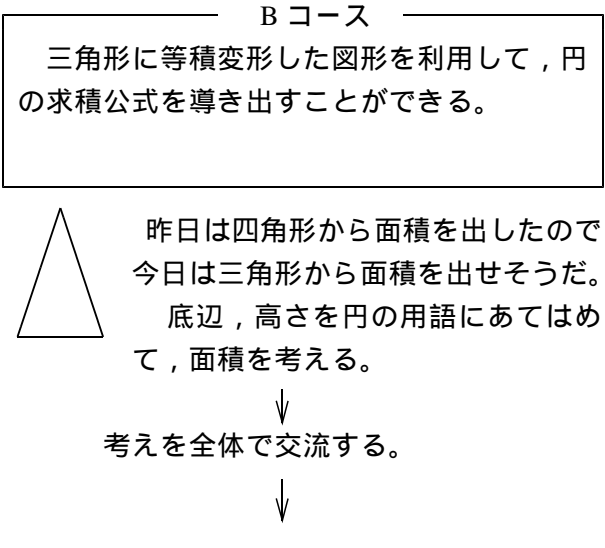 B コース
三角形に等積変形した図形を利用して，円
の求積公式を導き出すことができる。
昨日は四角形から面積を出したので
今日は三角形から面積を出せそうだ。
底辺，高さを円の用語にあてはめ
て，面積を考える。
考えを全体で交流する。